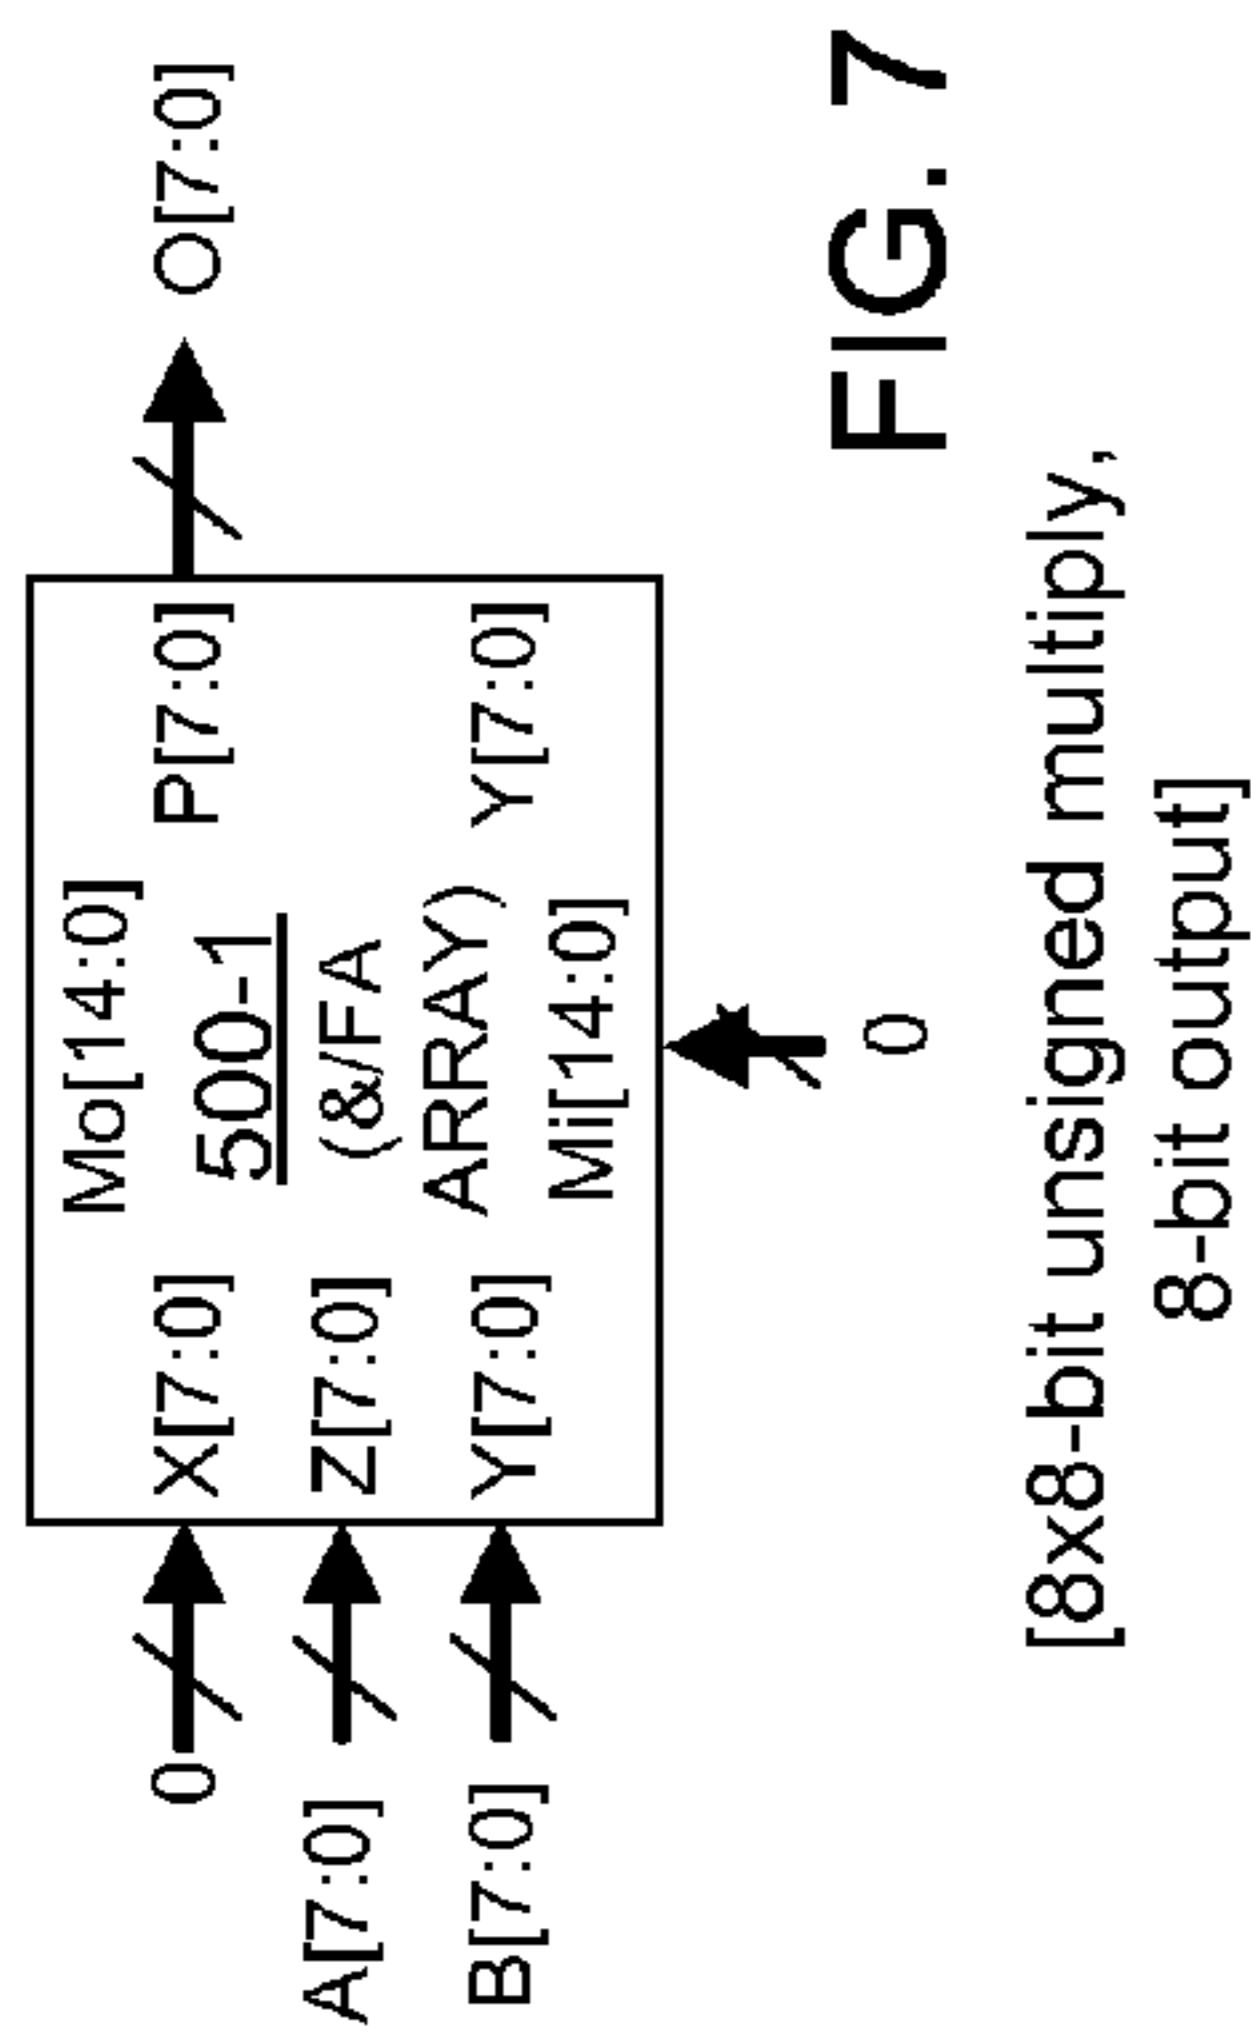 Mo[14:0]
0
X[7:0]
P[7:0]
O[7:0]
500-1
A[7:0]
Z[7:0]
(&/FA
ARRAY)
B[7:0]
Y[7:0]
Y[7:0]
Mi[14:0]
0
FIG. 7
[8x8-bit unsigned multiply,
8-bit output]